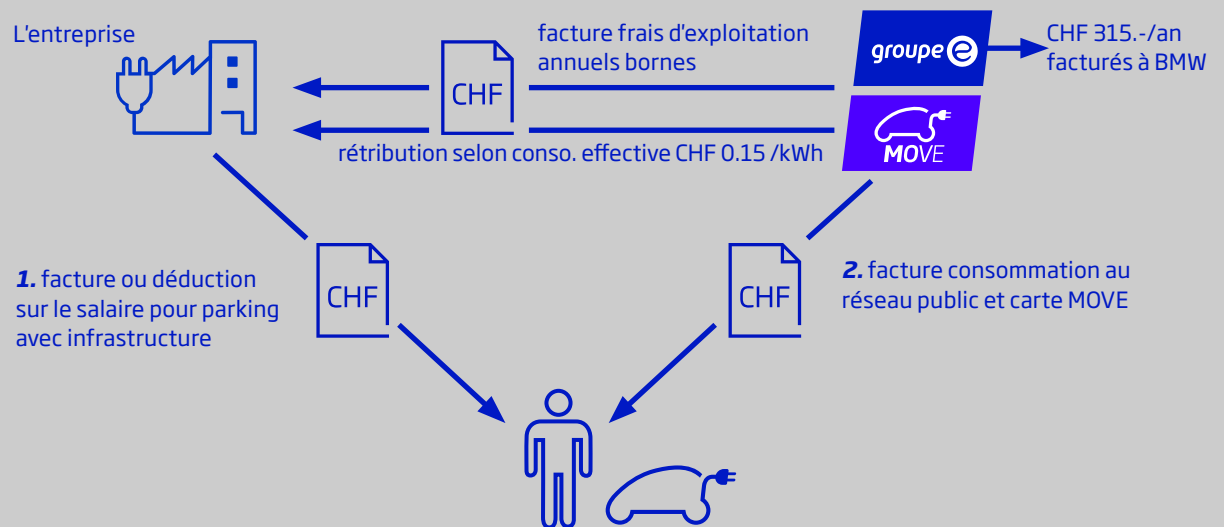 L'entreprise
facture frais d'exploitation
annuels bornes
CHF
groupe e
CHF 315.-/an
facturés à BMW
MOVE
rétribution selon conso. effective CHF 0.15 /kWh
1. facture ou déduction
sur le salaire pour parking
avec infrastructure
CHF
CHF
2. facture consommation au
réseau public et carte MOVE